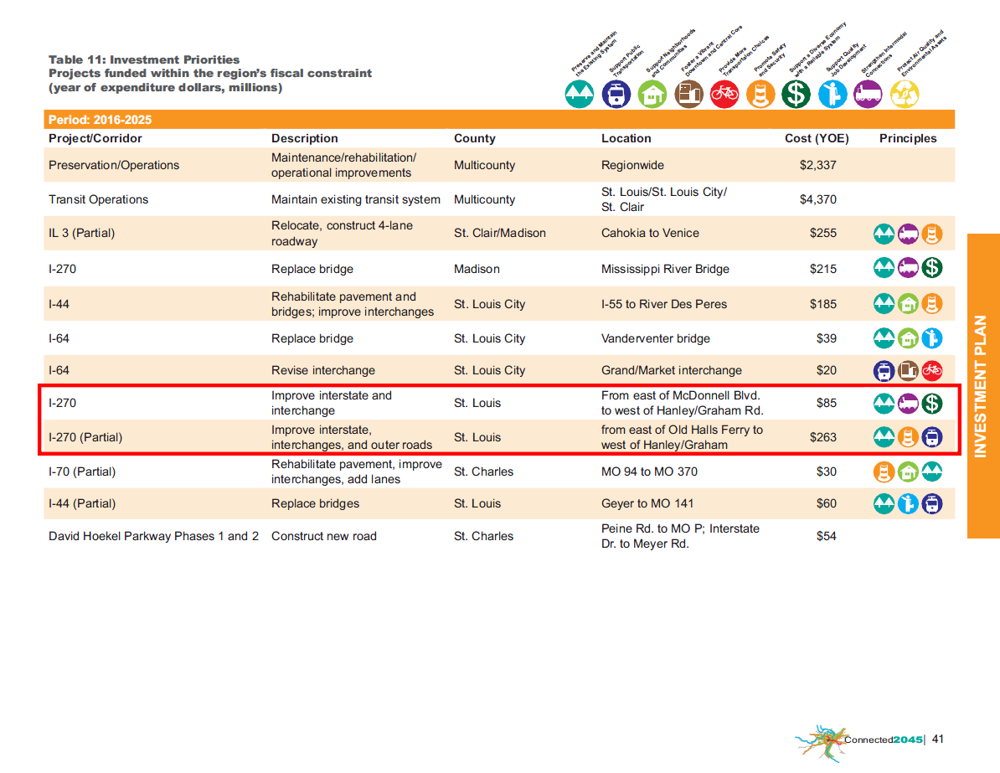 Table 11: Investment Priorities
Projects funded within the region's fiscal constraint
(year of expenditure dollars, millions)
Preserve and Maintain
the Existing System
Support Public
Transportation
Support Neighborhoods
and Communities
Foster a Vibrant
Downtown and Central Core
Provide More
Transportation Choices
Promote Safety
and Security
Support a Diverse Economy
with a Reliable System
Support Quality
Job Development
Strengthen Intermodal
Connections
Protect Air Quality and
Environmental Assets
Period: 2016-2025
Project/Corridor Description County Location Cost (YOE) Principles
Preservation/Operations Maintenance/rehabilitation/ Multicounty Regionwide $2,337
operational improvements
Transit Operations Maintain existing transit system Multicounty St. Louis/St. Louis City/ $4,370
St. Clair
IL 3 (Partial) Relocate, construct 4-lane St. Clair/Madison Cahokia to Venice $255
roadway
I-270 Replace bridge Madison Mississippi River Bridge $215
$
I-44 Rehabilitate pavement and St. Louis City I-55 to River Des Peres $185
bridges; improve interchanges
I-64 Replace bridge St. Louis City Vanderventer bridge $39
I-64 Revise interchange St. Louis City Grand/Market interchange $20
I-270 Improve interstate and St. Louis From east of McDonnell Blvd. $85
interchange to west of Hanley/Graham Rd.
$
I-270 (Partial) Improve interstate, St. Louis from east of Old Halls Ferry to $263
interchanges, and outer roads west of Hanley/Graham
I-70 (Partial) Rehabilitate pavement, improve St. Charles MO 94 to MO 370 $30
interchanges, add lanes
I-44 (Partial) Replace bridges St. Louis Geyer to MO 141 $60
David Hoekel Parkway Phases 1 and 2 Construct new road St. Charles Peine Rd. to MO P; Interstate $54
Dr. to Meyer Rd.
INVESTMENT PLAN
Connected2045| 41